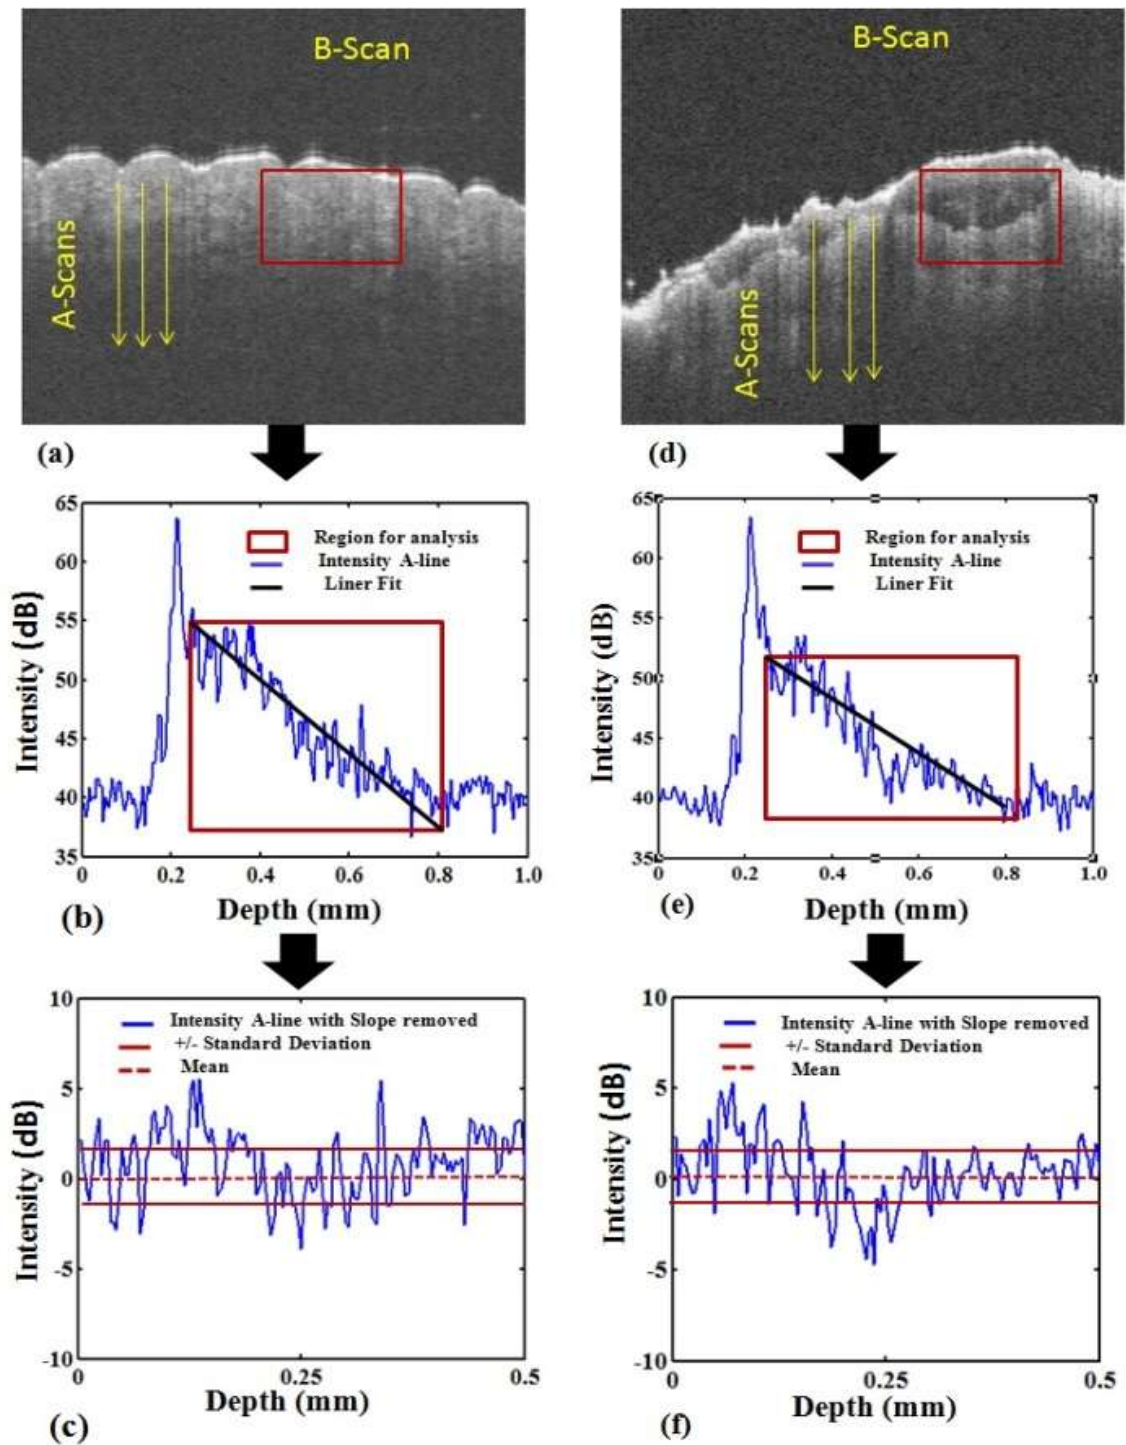 B-Scan
A-Scans
(a)
B-Scan
A-Scans
(d)
65
60
55
50
45
40
35
0
0.2
0.4
0.6
0.8
1.0
Intensity (dB)
Depth (mm)
Region for analysis
Intensity A-line
Liner Fit
(b)
65
60
55
50
45
40
35
0
0.2
0.4
0.6
0.8
1.0
Intensity (dB)
Depth (mm)
Region for analysis
Intensity A-line
Liner Fit
(e)
10
5
0
-5
-10
0
0.25
0.5
Intensity (dB)
Depth (mm)
Intensity A-line with Slope removed
+/- Standard Deviation
Mean
(c)
10
5
0
-5
-10
0
0.25
0.5
Intensity (dB)
Depth (mm)
Intensity A-line with Slope removed
+/- Standard Deviation
Mean
(f)